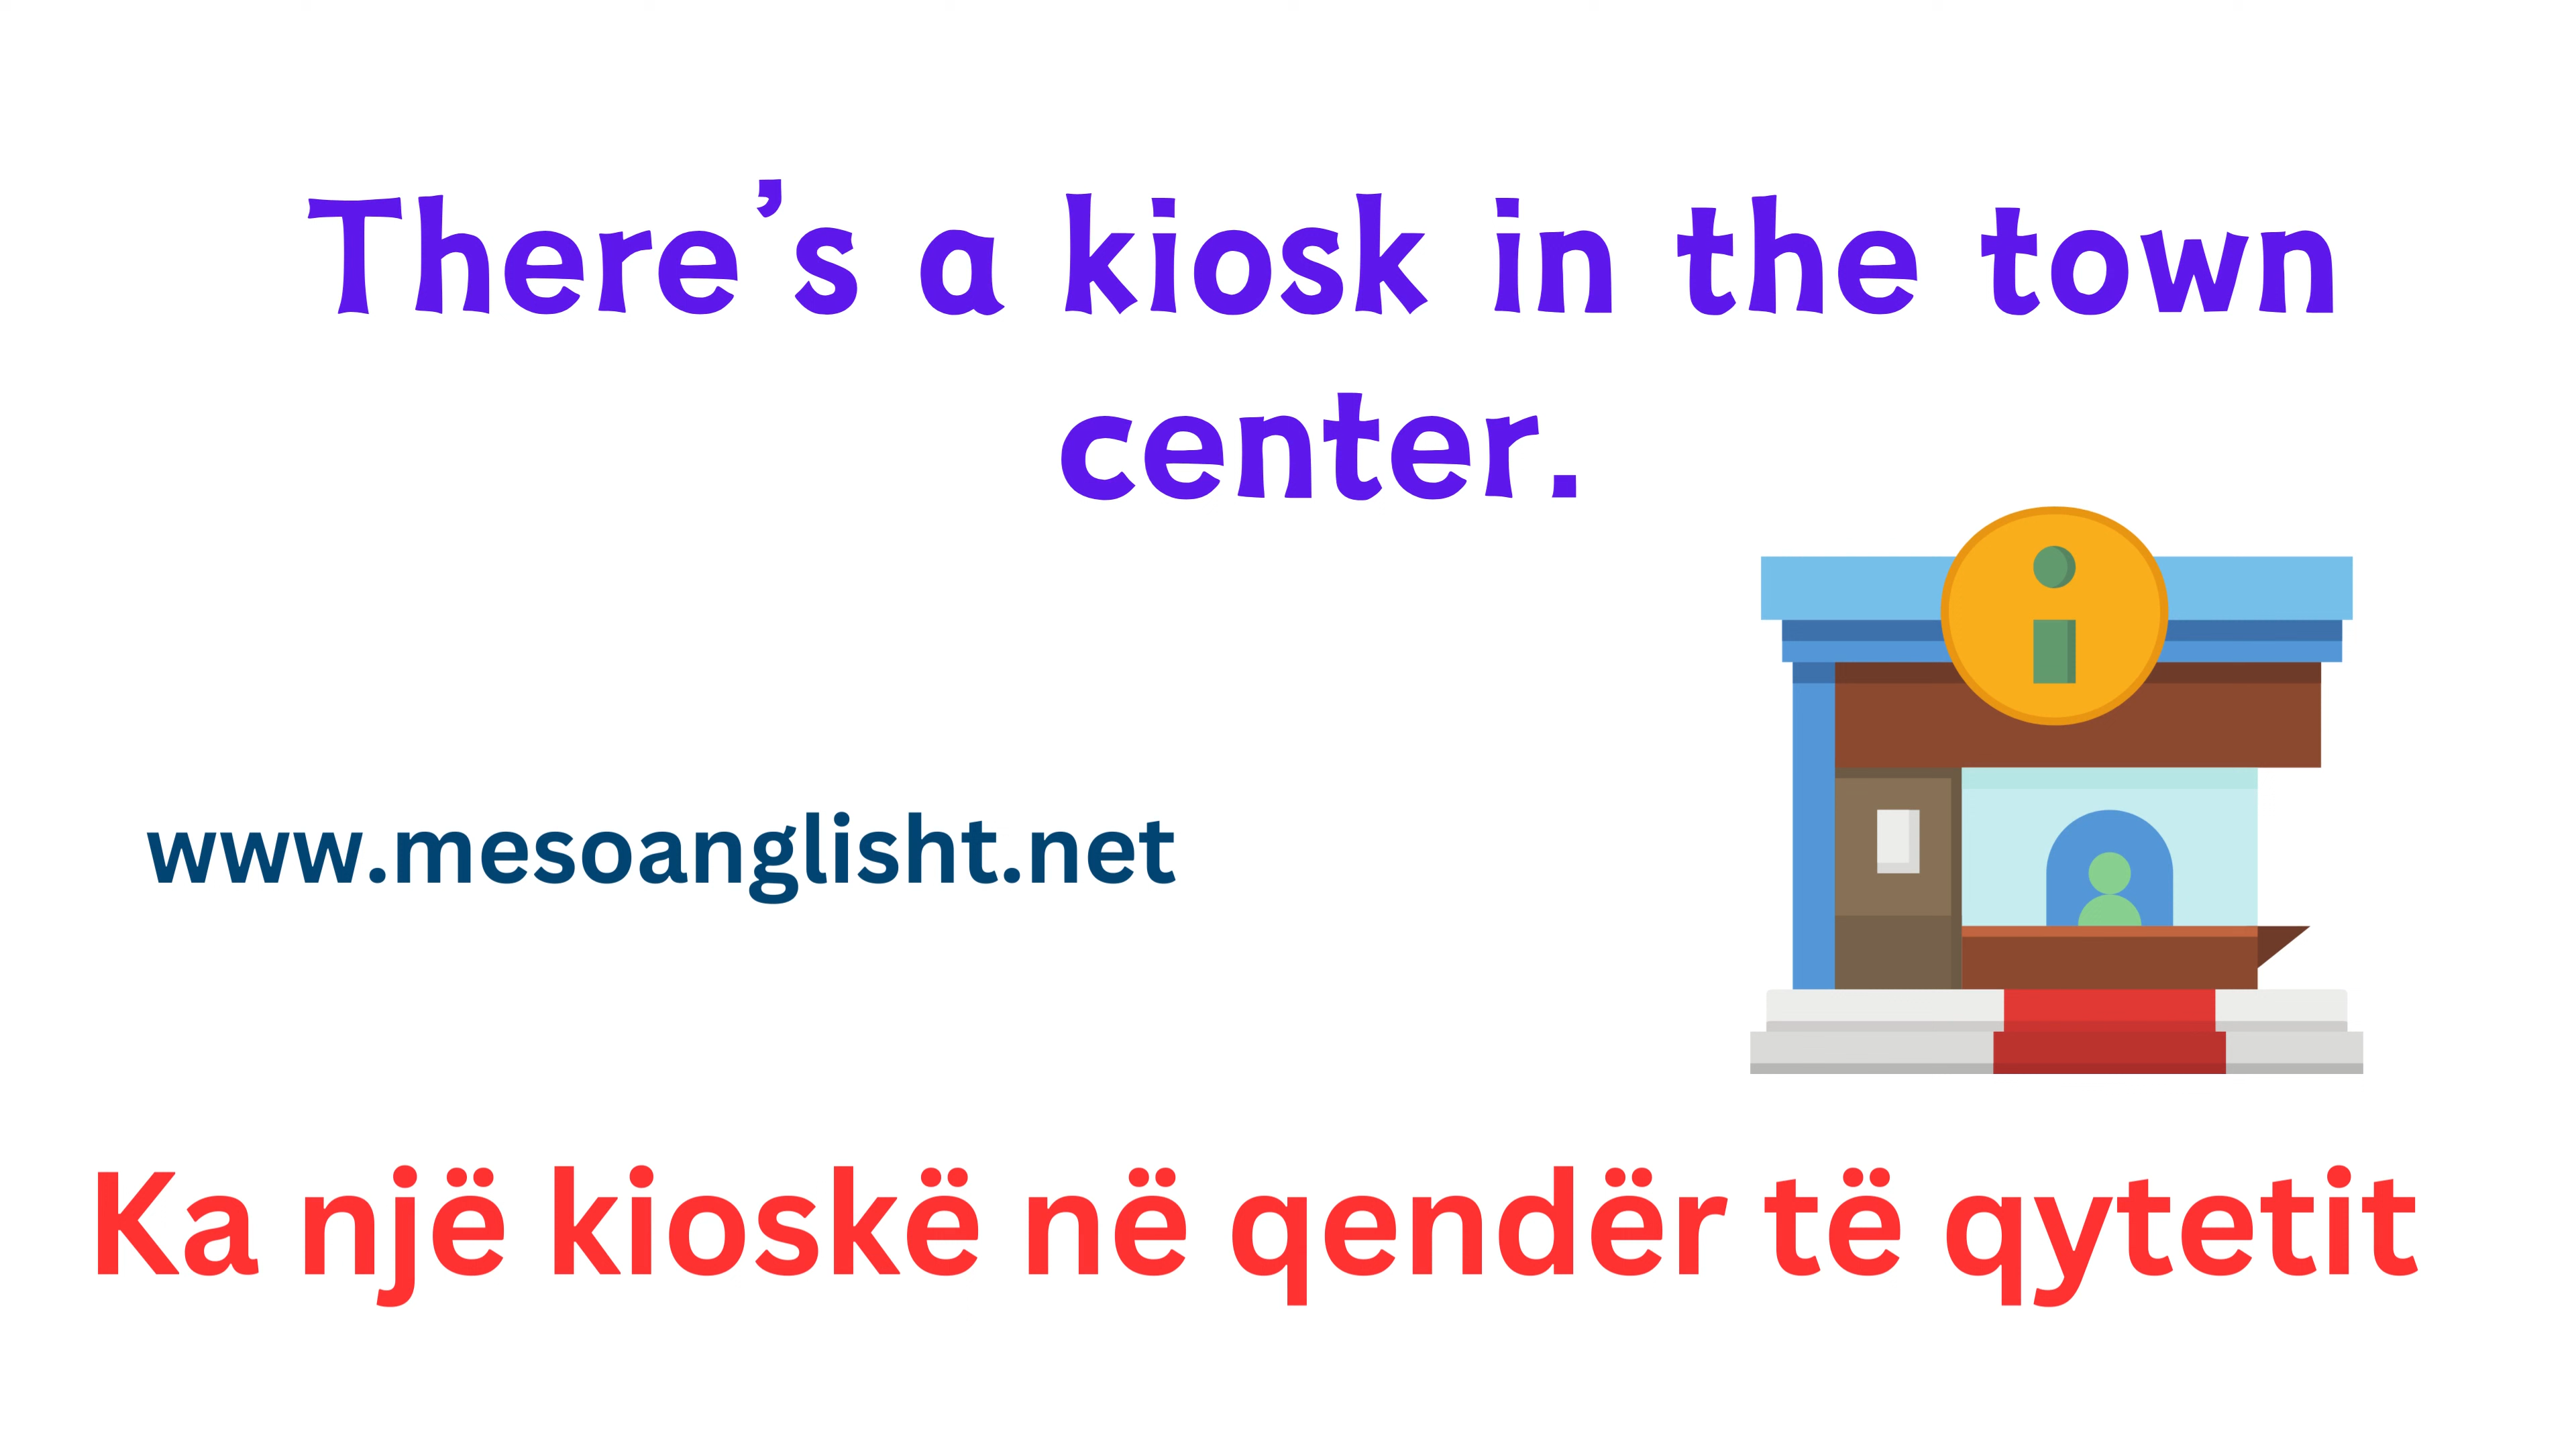 There’s a kiosk in the town
center.
www.mesoanglisht.net
Ka një kioskë në qendër të qytetit